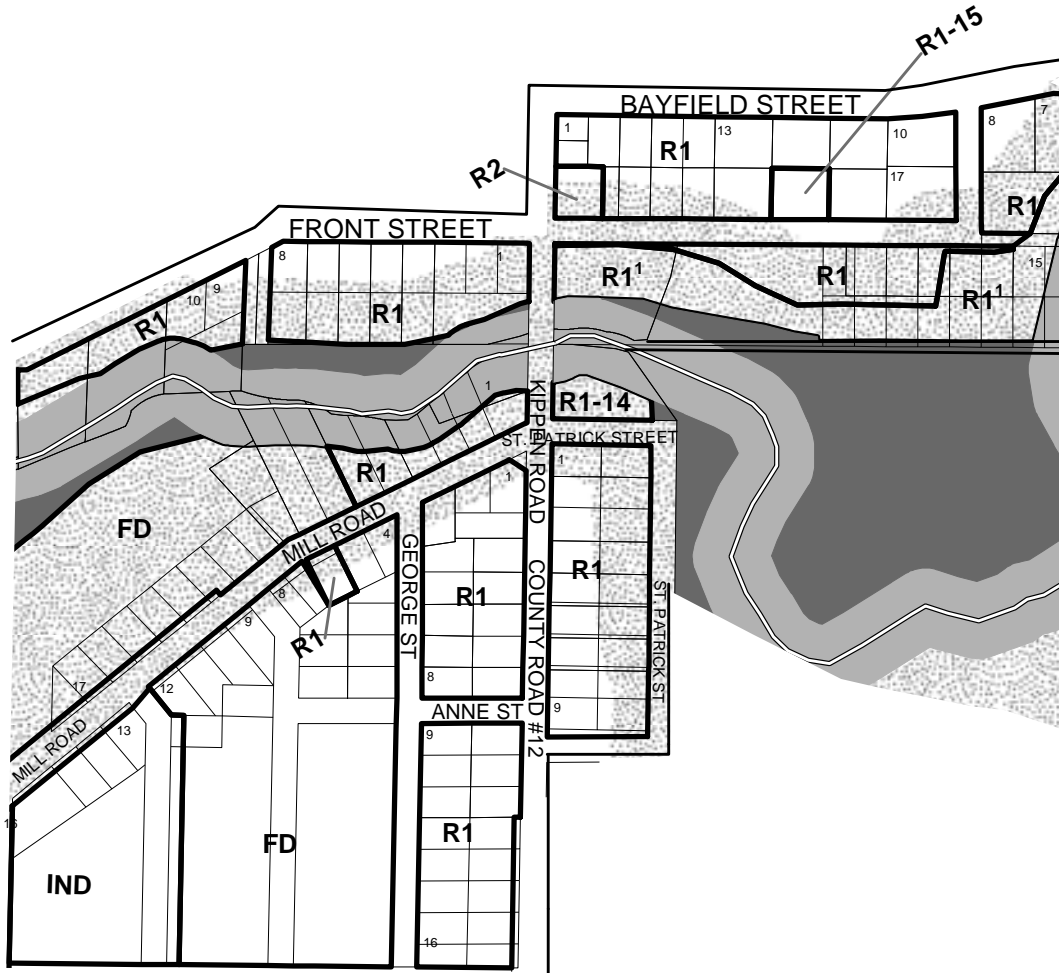 R1-15
BAYFIELD STREET
1
13
10
8
7
R1
R2
17
R1
FRONT STREET
8
1
9
10
R1
R1
R1¹
R1
15
R1¹
1
KIPPEN ROAD
R1-14
ST. PATRICK STREET
R1
1
1
FD
MILL ROAD
4
GEORGE ST
COUNTY ROAD #12
R1
R1
8
9
R1
ST. PATRICK ST
17
12
8
9
ANNE ST
13
MILL ROAD
9
16
R1
FD
IND
16